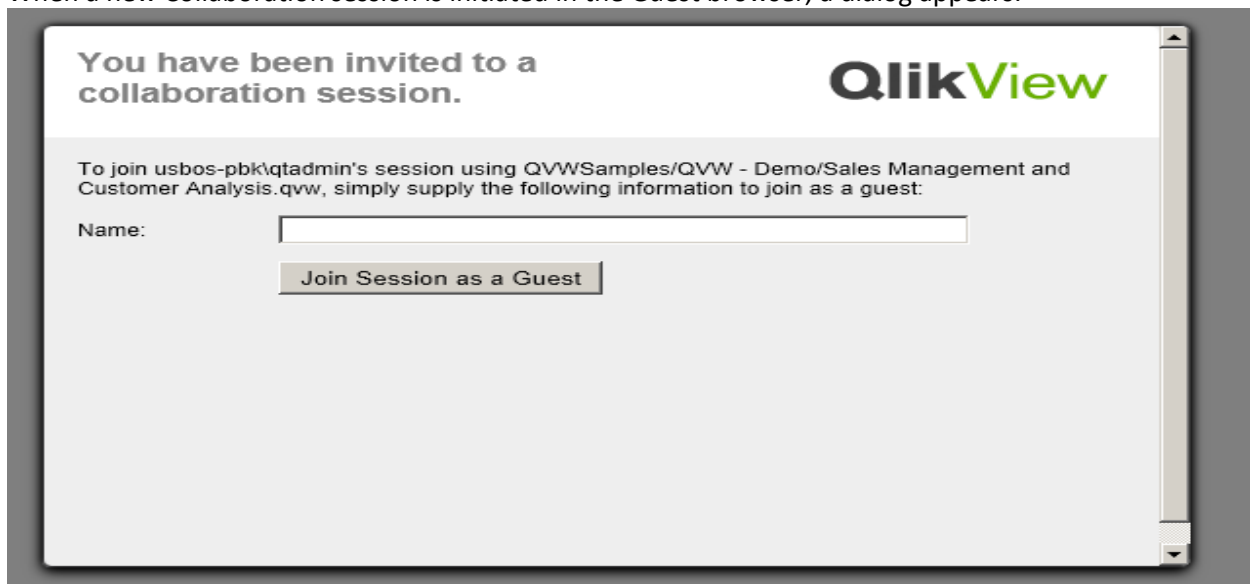 When a new Collaboration session is initiated in the Guest browser, a dialog appears:
You have been invited to a
collaboration session.
QlikView
To join usbos-pbk\qtadmin's session using QVWSamples/QVW - Demo/Sales Management and
Customer Analysis.qvw, simply supply the following information to join as a guest:
Name:
Join Session as a Guest